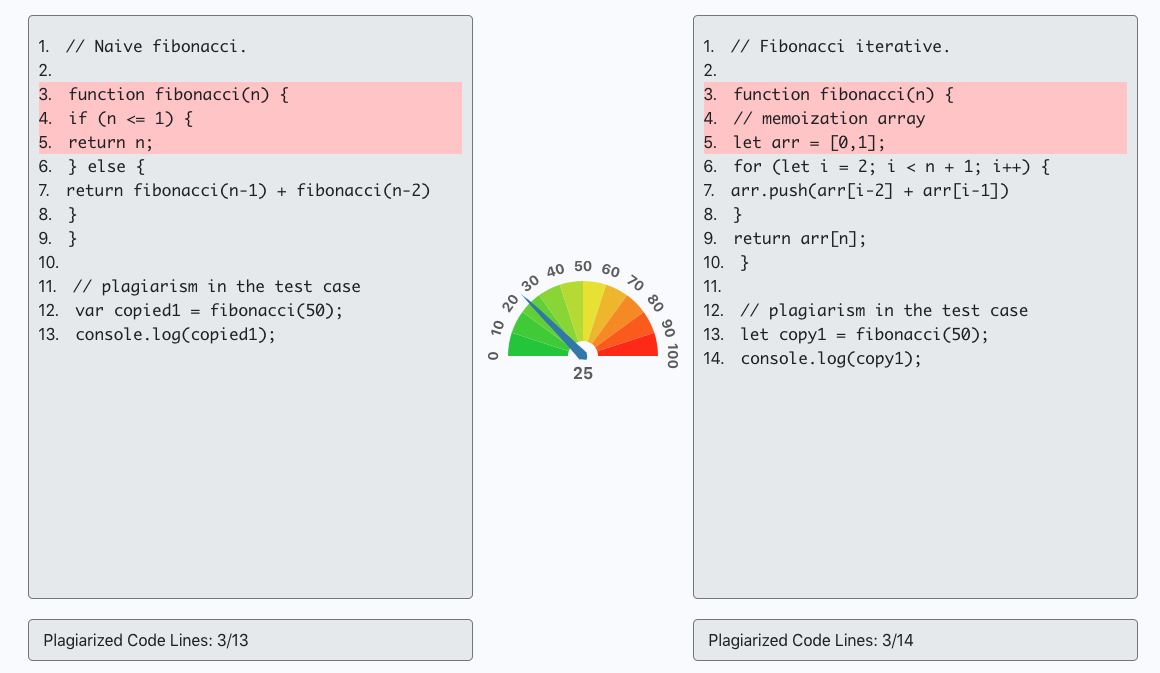 1. // Naive fibonacci.
2.
3. function fibonacci(n) {
4. if (n <= 1) {
5. return n;
6. } else {
7. return fibonacci(n-1) + fibonacci(n-2)
8. }
9. }
10.
11. // plagiarism in the test case
12. var copied1 = fibonacci(50);
13. console.log(copied1);
Plagiarized Code Lines: 3/13
0
10
20
30
40
50
60
70
80
90
100
25
1. // Fibonacci iterative.
2.
3. function fibonacci(n) {
4. // memoization array
5. let arr = [0,1];
6. for (let i = 2; i < n + 1; i++) {
7. arr.push(arr[i-2] + arr[i-1])
8. }
9. return arr[n];
10. }
11.
12. // plagiarism in the test case
13. let copy1 = fibonacci(50);
14. console.log(copy1);
Plagiarized Code Lines: 3/14